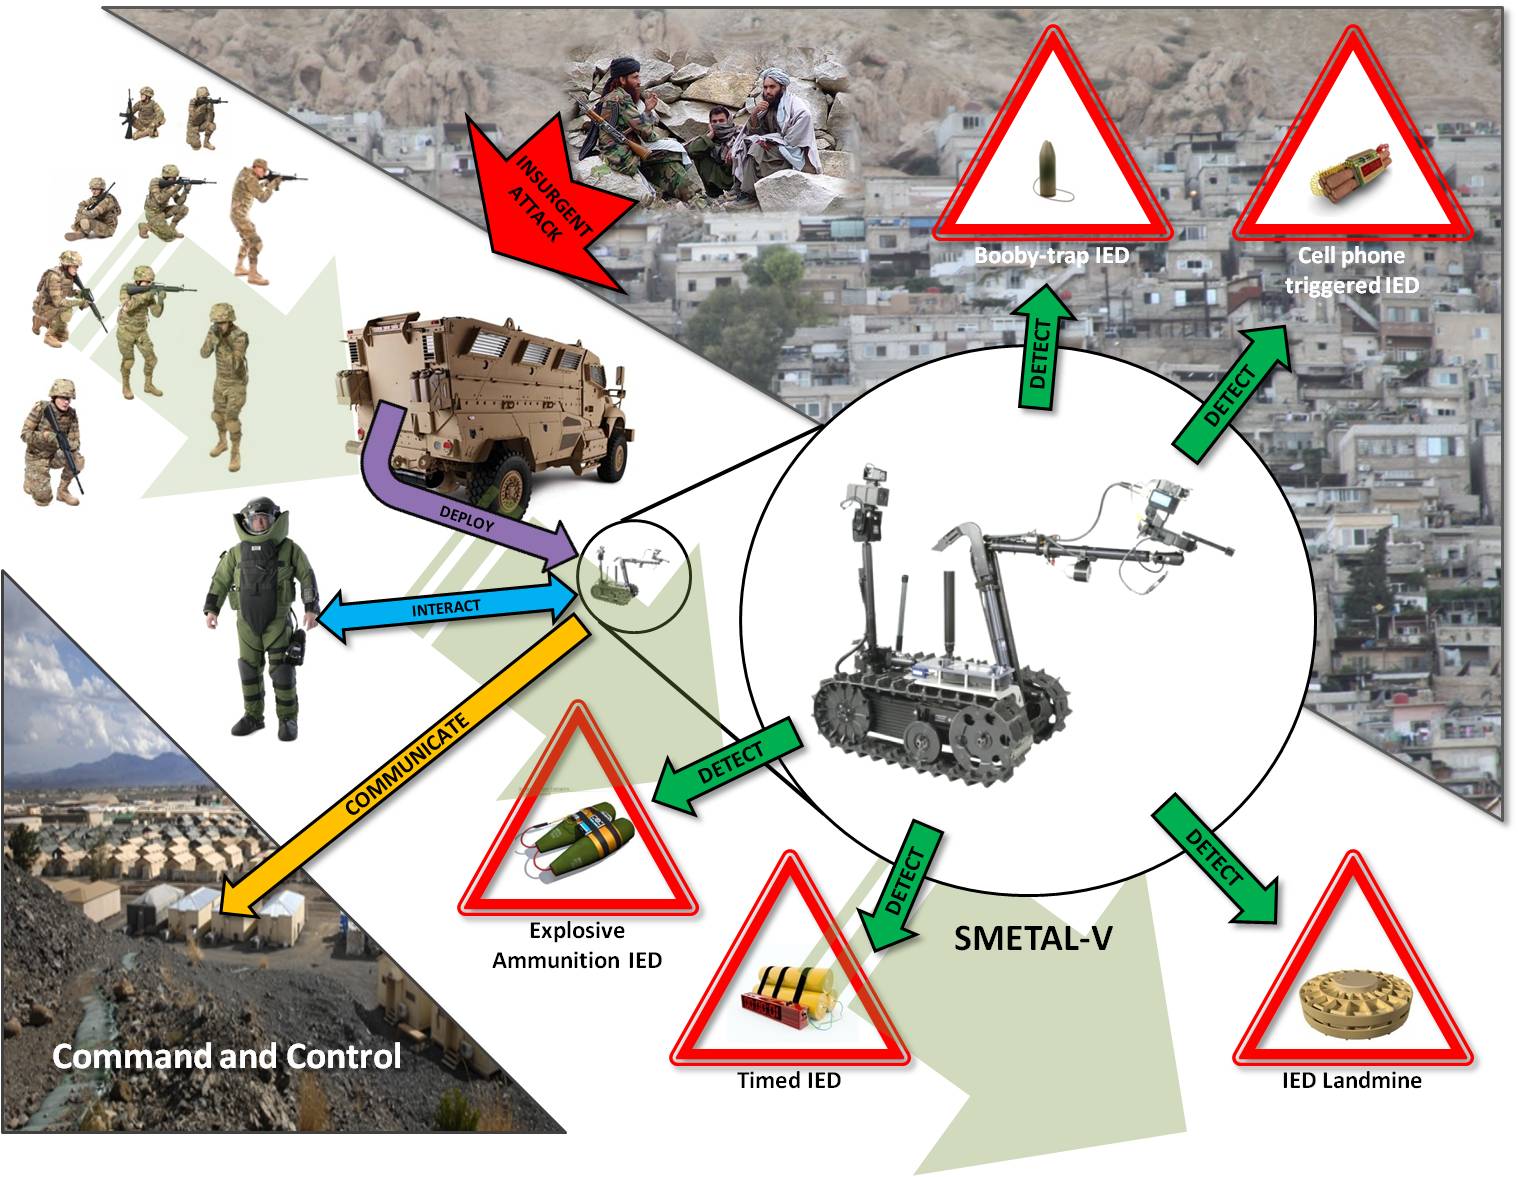 INSURGENT
ATTACK
Booby-trap IED
Cell phone
triggered IED
DETECT
DETECT
DEPLOY
INTERACT
COMMUNICATE
DETECT
DETECT
DETECT
Explosive
Ammunition IED
SMETAL-V
Timed IED
IED Landmine
Command and Control